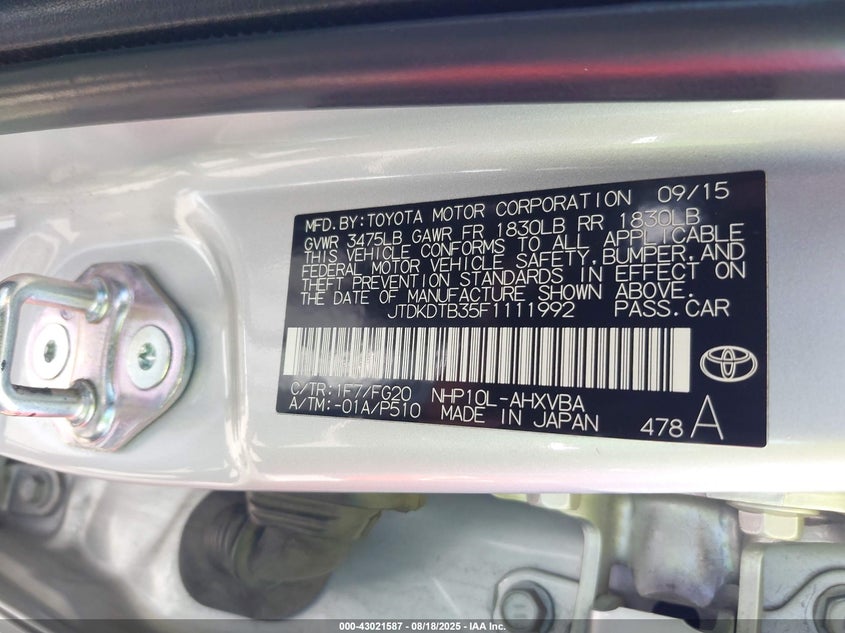 MFD.BY:TOYOTA MOTOR CORPORATION 09/15
GVWR 3475LB GAWR FR 1830LB RR 1830LB
THIS VEHICLE CONFORMS TO ALL APPLICABLE
FEDERAL MOTOR VEHICLE SAFETY,BUMPER,AND
THEFT PREVENTION STANDARDS IN EFFECT ON
THE DATE OF MANUFACTURE SHOWN ABOVE.
JTDKDTB35F1111992 PASS.CAR
C/TR:1F7/FG20 NHP10L-AHXVBA
A/TM:-01A/P510 MADE IN JAPAN
478 A
000-43021587 - 08/18/2025 - IAA Inc.